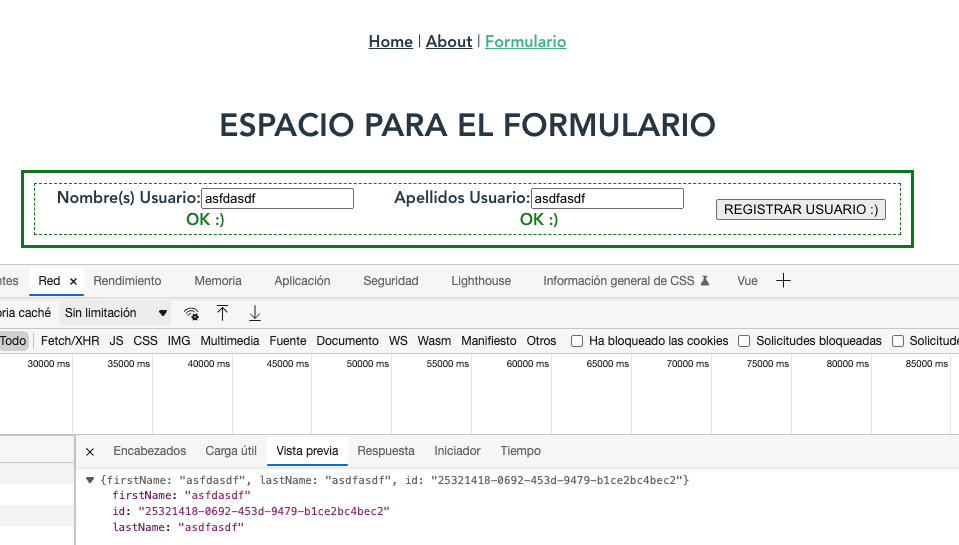 Home | About | Formulario
ESPACIO PARA EL FORMULARIO
Nombre(s) Usuario: asfdasdf Apellidos Usuario: asdfasdf REGISTRAR USUARIO :)
OK :) OK :)
ntes Red × Rendimiento Memoria Aplicación Seguridad Lighthouse Información general de CSS Vue +
oria caché Sin limitación
Todo Fetch/XHR JS CSS IMG Multimedia Fuente Documento WS Wasm Manifiesto Otros Ha bloqueado las cookies Solicitudes bloqueadas Solicitude
30000 ms 35000 ms 40000 ms 45000 ms 50000 ms 55000 ms 60000 ms 65000 ms 70000 ms 75000 ms 80000 ms 85000 ms
× Encabezados Carga útil Vista previa Respuesta Iniciador Tiempo
{firstName: "asfdasdf", lastName: "asdfasdf", id: "25321418-0692-453d-9479-b1ce2bc4bec2"}
firstName: "asfdasdf"
id: "25321418-0692-453d-9479-b1ce2bc4bec2"
lastName: "asdfasdf"